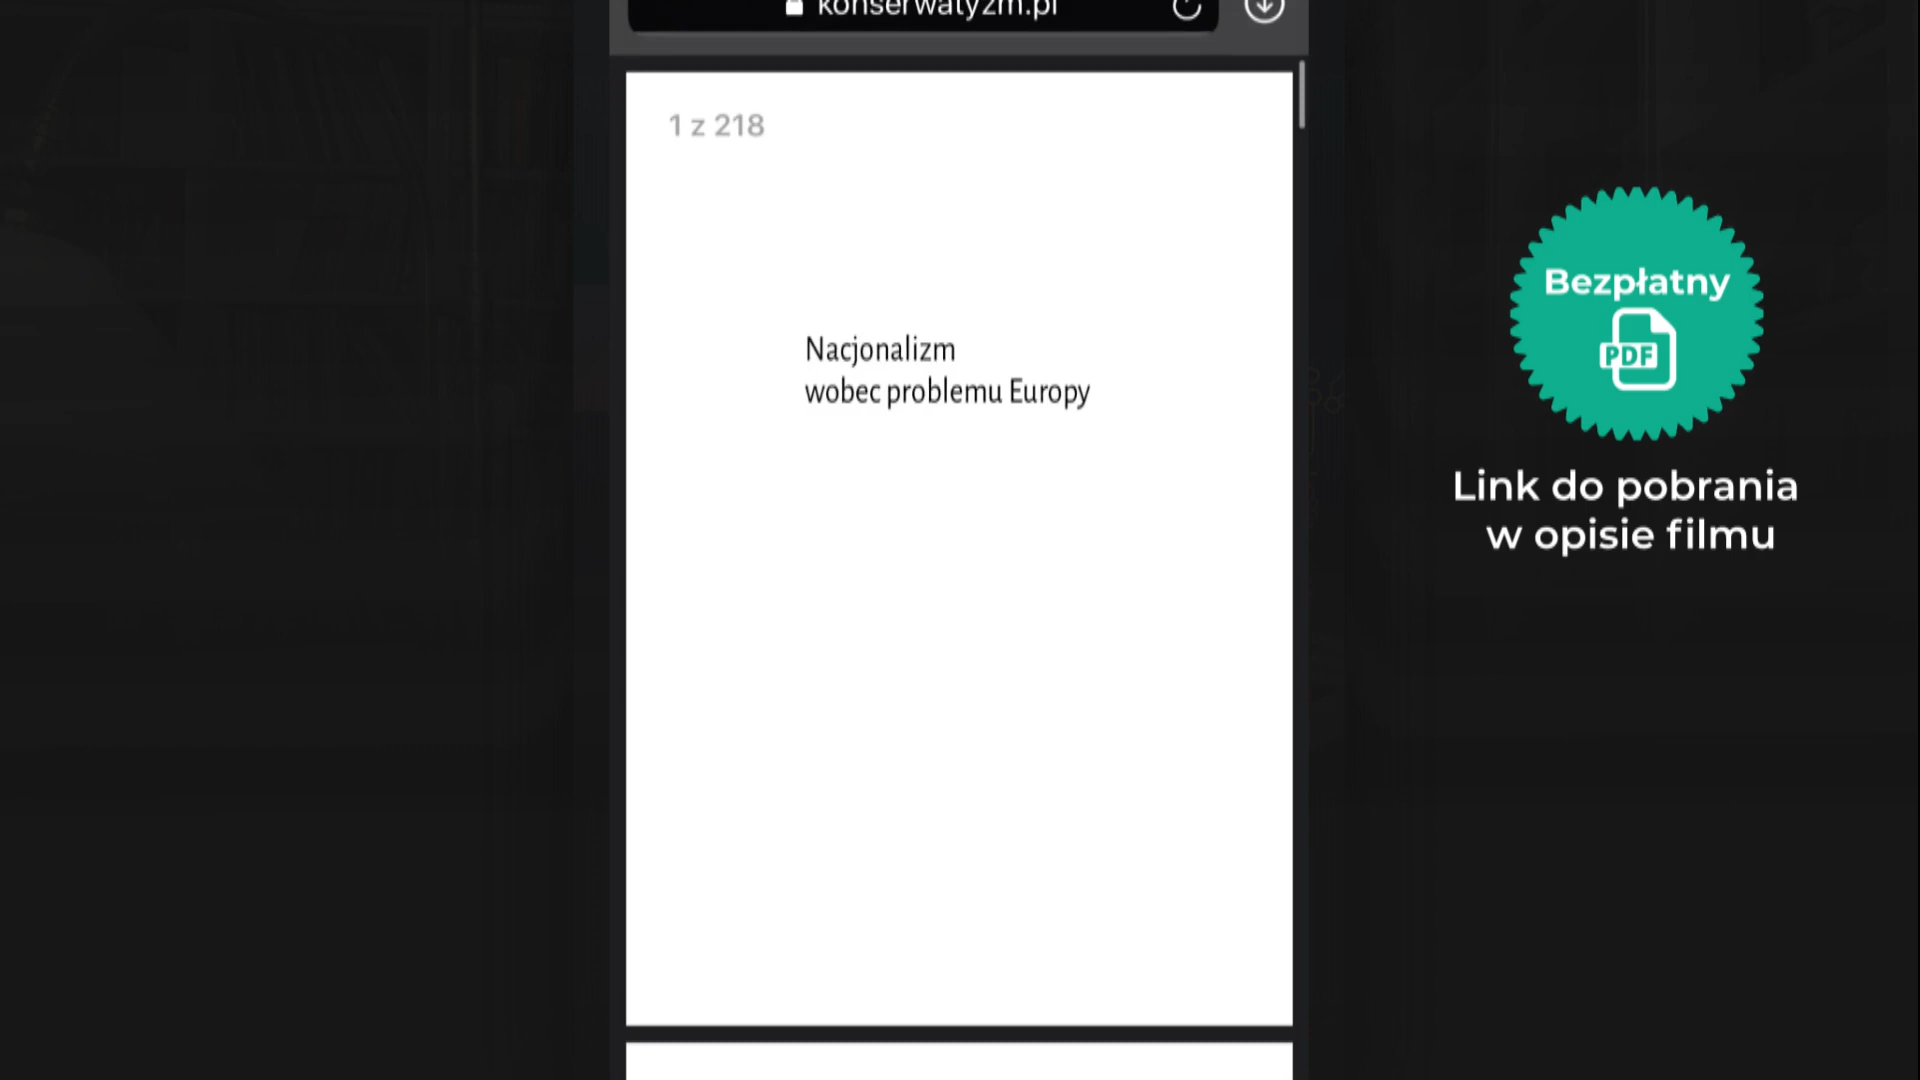 konserwatyzm.pl
1 z 218
Nacjonalizm
wobec problemu Europy
Bezpłatny
PDF
Link do pobrania
w opisie filmu